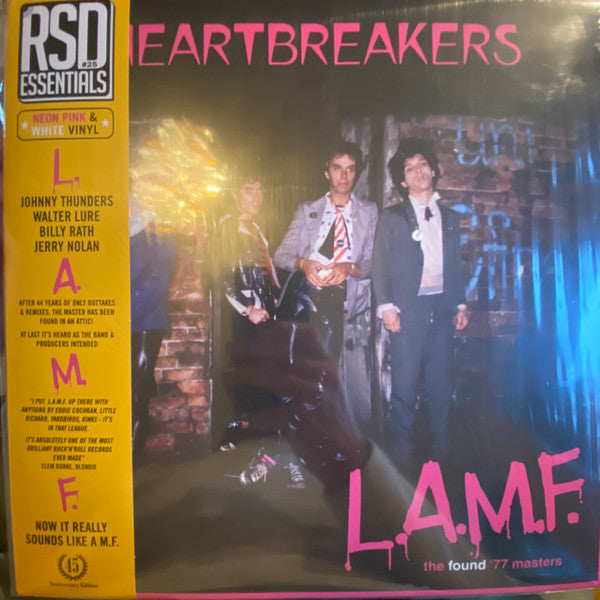 RSD
#25
ESSENTIALS
HEARTBREAKERS
NEON PINK &
WHITE VINYL
L.
JOHNNY THUNDERS
WALTER LURE
BILLY RATH
JERRY NOLAN
A.
AFTER 44 YEARS OF ONLY OUTTAKES
& REMIXES, THE MASTER HAS BEEN
FOUND IN AN ATTIC!
AT LAST IT'S HEARD AS THE BAND &
PRODUCERS INTENDED
M.
"I PUT L.A.M.F. UP THERE WITH
ANYTHING BY EDDIE COCHRAN, LITTLE
RICHARD, YARDBIRDS, KINKS - IT'S
IN THAT LEAGUE.
IT'S ABSOLUTELY ONE OF THE MOST
BRILLIANT ROCK'N'ROLL RECORDS
EVER MADE"
CLEM BURKE, BLONDIE
F.
NOW IT REALLY
SOUNDS LIKE A M.F.
45
Anniversary Edition
L.A.M.F.
the found '77 masters